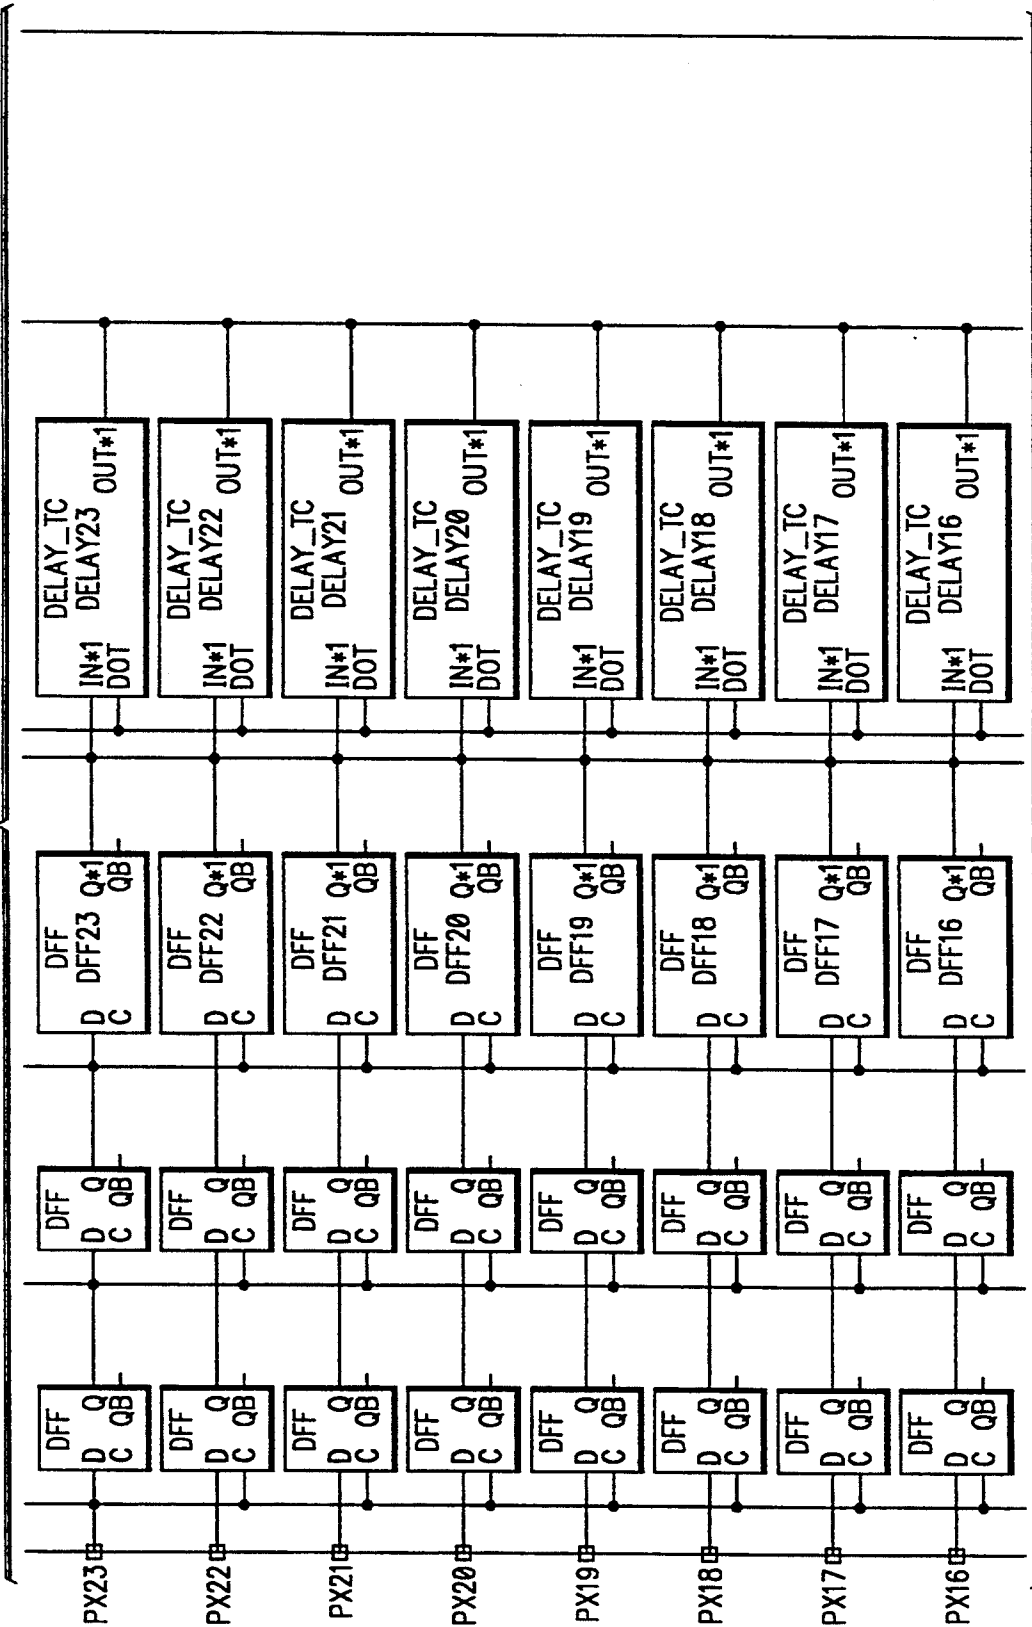 DELAY_TC
DELAY23
IN*1
DOT
OUT*1
DELAY_TC
DELAY22
IN*1
DOT
OUT*1
DELAY_TC
DELAY21
IN*1
DOT
OUT*1
DELAY_TC
DELAY20
IN*1
DOT
OUT*1
DELAY_TC
DELAY19
IN*1
DOT
OUT*1
DELAY_TC
DELAY18
IN*1
DOT
OUT*1
DELAY_TC
DELAY17
IN*1
DOT
OUT*1
DELAY_TC
DELAY16
IN*1
DOT
OUT*1
DFF
DFF23
D
C
Q*1
QB
DFF
DFF22
D
C
Q*1
QB
DFF
DFF21
D
C
Q*1
QB
DFF
DFF20
D
C
Q*1
QB
DFF
DFF19
D
C
Q*1
QB
DFF
DFF18
D
C
Q*1
QB
DFF
DFF17
D
C
Q*1
QB
DFF
DFF16
D
C
Q*1
QB
DFF
D Q
C QB
DFF
D Q
C QB
DFF
D Q
C QB
DFF
D Q
C QB
DFF
D Q
C QB
DFF
D Q
C QB
DFF
D Q
C QB
DFF
D Q
C QB
DFF
D Q
C QB
DFF
D Q
C QB
DFF
D Q
C QB
DFF
D Q
C QB
DFF
D Q
C QB
DFF
D Q
C QB
DFF
D Q
C QB
DFF
D Q
C QB
PX23
PX22
PX21
PX20
PX19
PX18
PX17
PX16